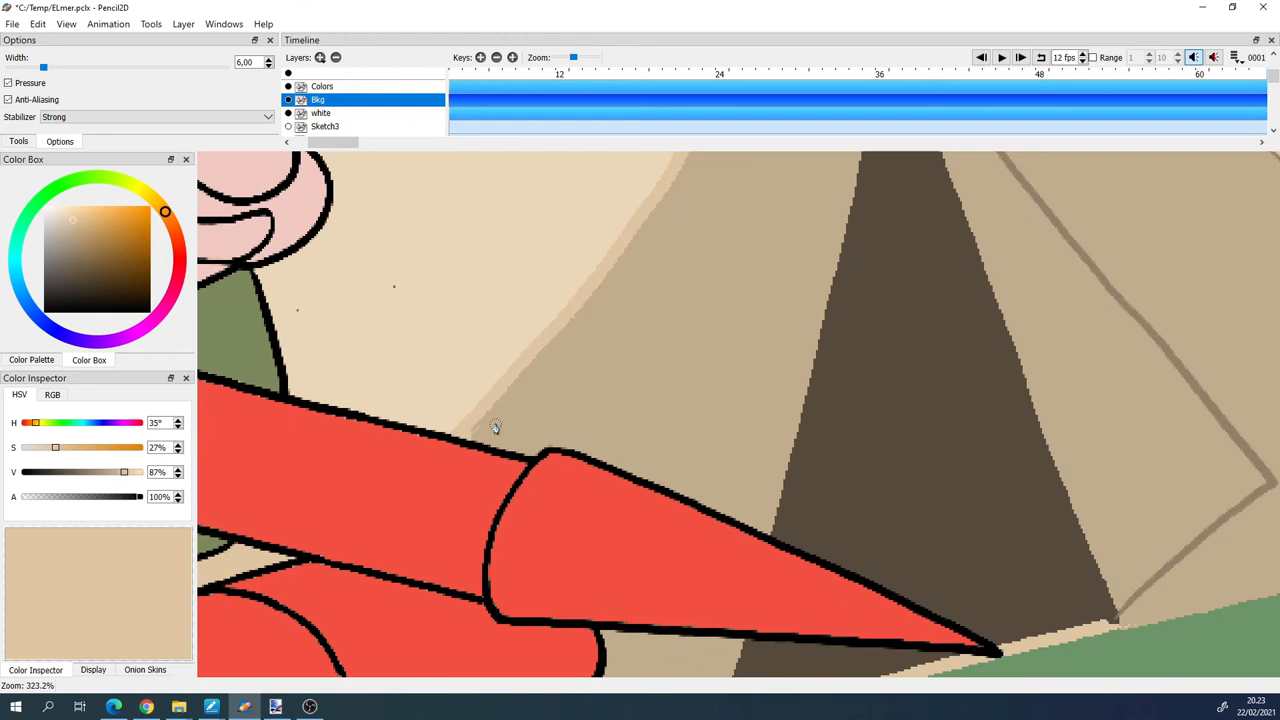 *C:/Temp/ELmer.pclx - Pencil2D
File Edit View Animation Tools Layer Windows Help
Options
Width:
6,00
Pressure
Anti-Aliasing
Stabilizer Strong
Tools Options
Color Box
Color Palette Color Box
Color Inspector
HSV RGB
H 35°
S 27%
V 87%
A 100%
Color Inspector Display Onion Skins
Zoom: 323.2%
Timeline
Layers: Keys: Zoom: 12 fps Range 1 10 0001
12 24 36 48 60
Colors
Bkg
white
Sketch3
20.23
22/02/2021